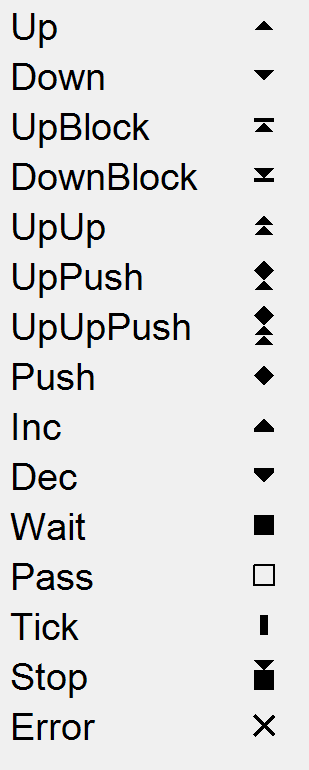 Up
Down
UpBlock
DownBlock
UpUp
UpPush
UpUpPush
Push
Inc
Dec
Wait
Pass
Tick
Stop
Error